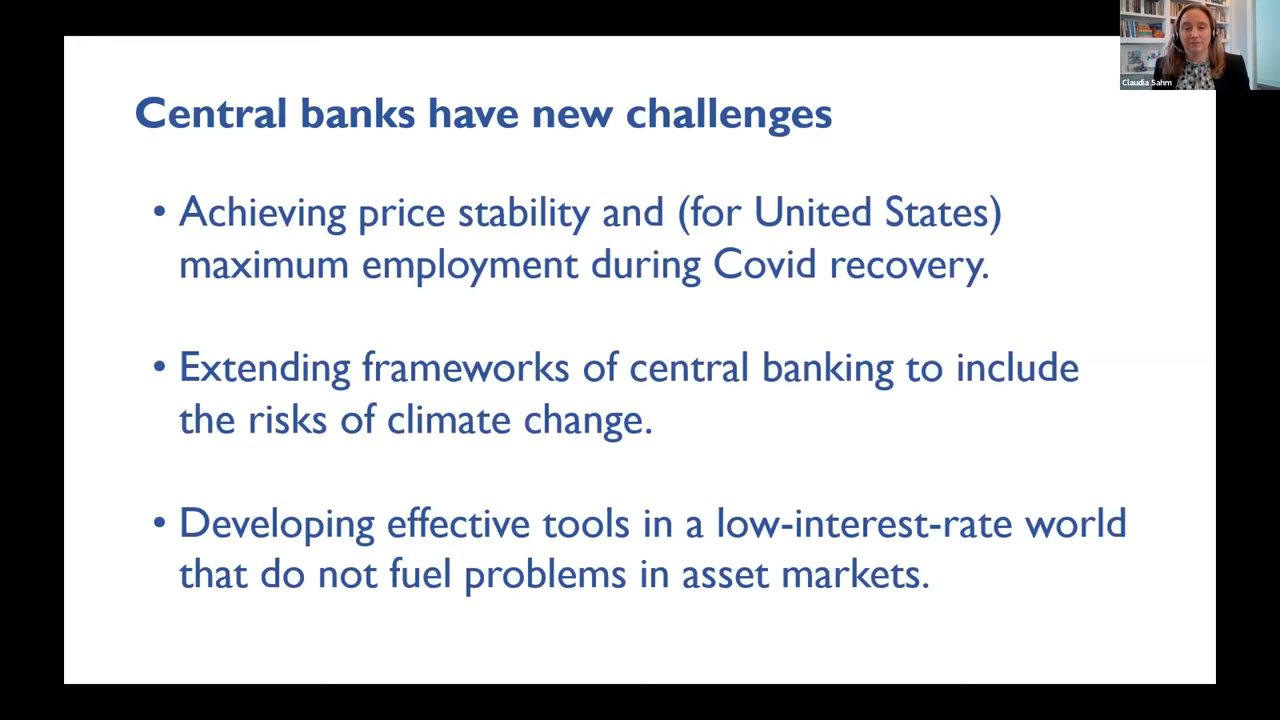 Claudia Sahm
Central banks have new challenges
• Achieving price stability and (for United States)
maximum employment during Covid recovery.
• Extending frameworks of central banking to include
the risks of climate change.
• Developing effective tools in a low-interest-rate world
that do not fuel problems in asset markets.